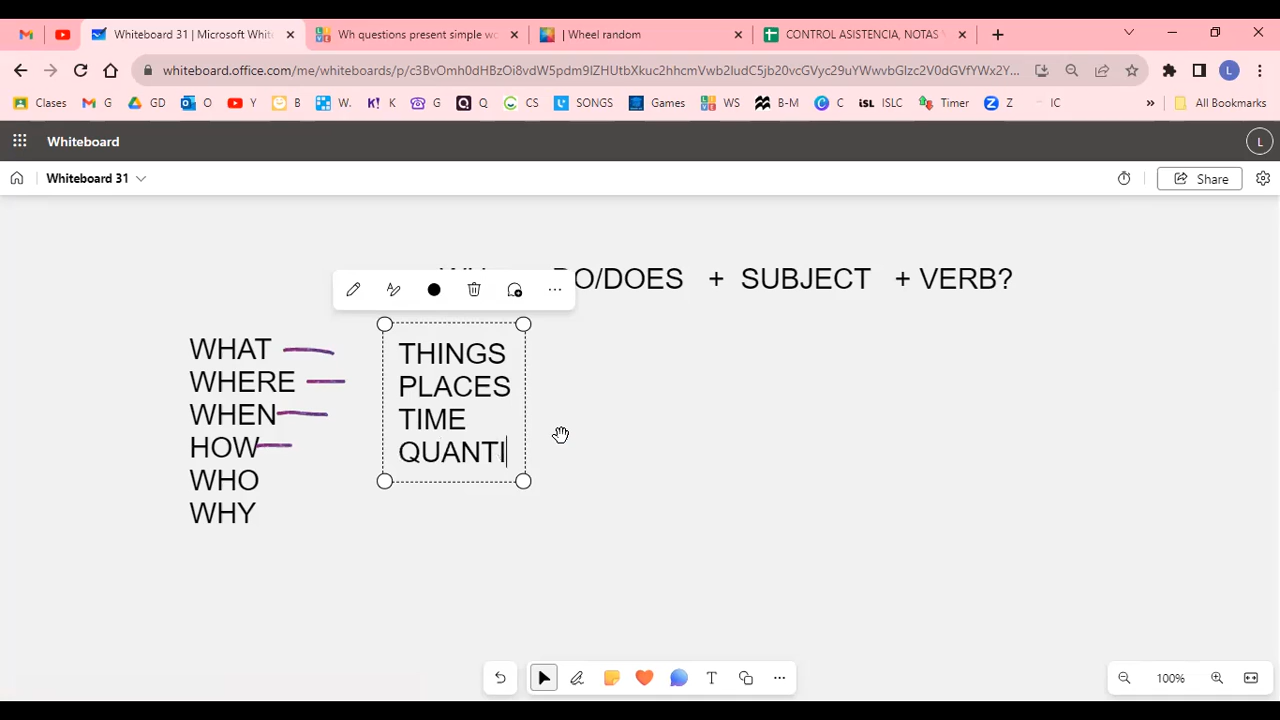 Whiteboard 31 | Microsoft Whit
Wh questions present simple wo
| Wheel random
CONTROL ASISTENCIA, NOTAS
whiteboard.office.com/me/whiteboards/p/
Clases G GD O Y B W. K G Q CS SONGS Games WS B-M C ISLC Timer Z IC » All Bookmarks
Whiteboard L
Whiteboard 31 Share
DO/DOES + SUBJECT + VERB?
WHAT THINGS
WHERE PLACES
WHEN TIME
HOW QUANTI
WHO
WHY
100%